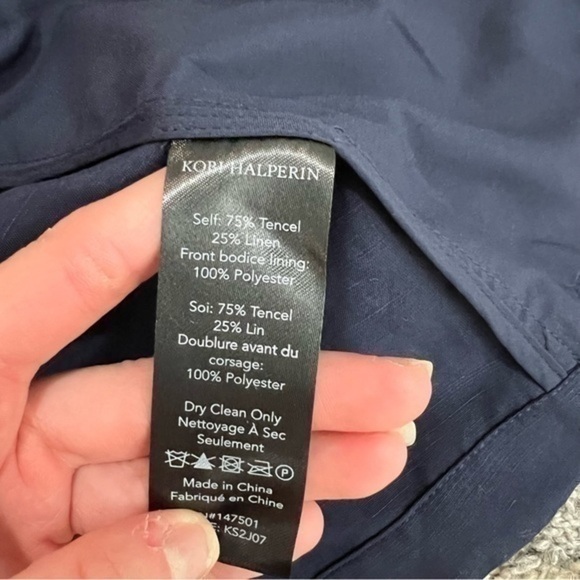 KOBI HALPERIN
Self: 75% Tencel
25% Linen
Front bodice lining:
100% Polyester
Soi: 75% Tencel
25% Lin
Doublure avant du
corsage:
100% Polyester
Dry Clean Only
Nettoyage À Sec
Seulement
P
Made in China
Fabriqué en Chine
#147501
KS2J07